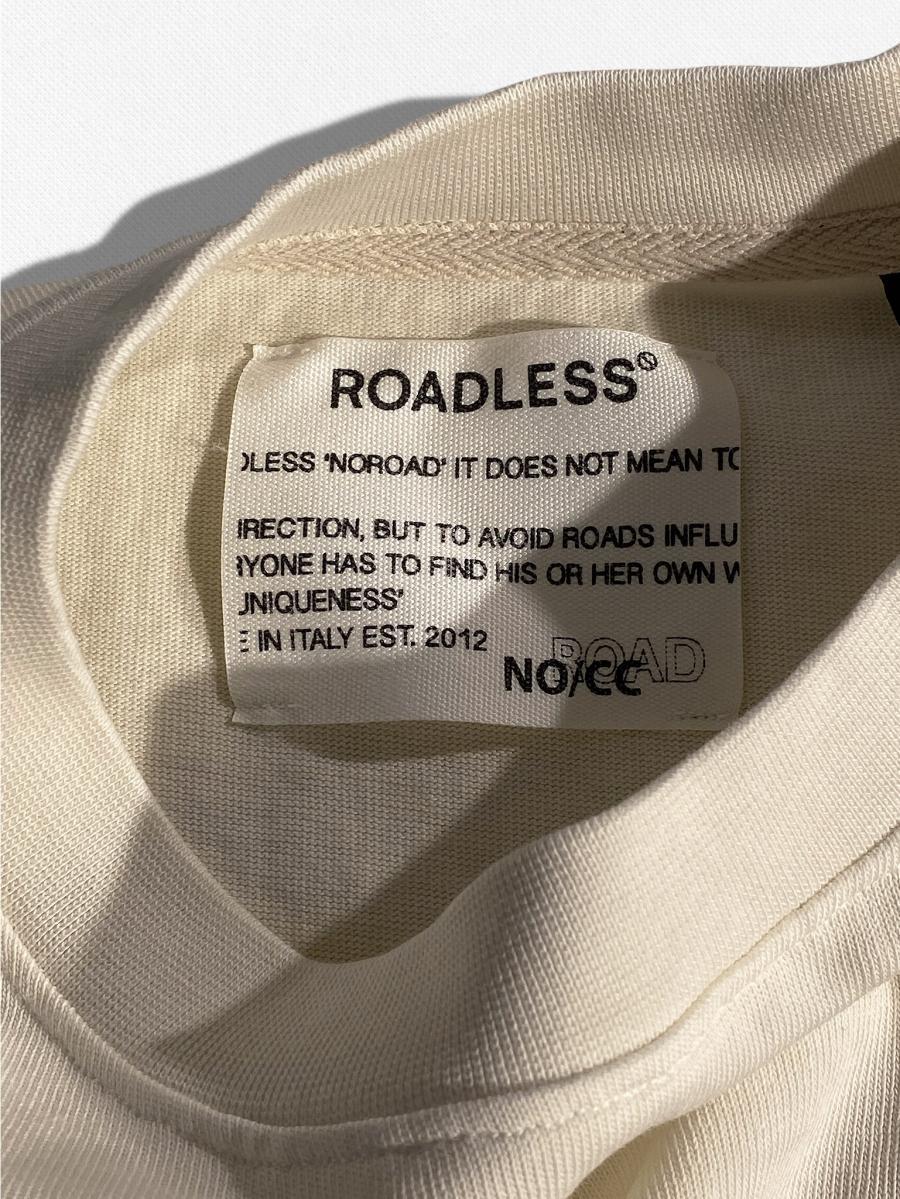 ROADLESS
DLESS 'NOROAD' IT DOES NOT MEAN TO
IRECTION, BUT TO AVOID ROADS INFLU
YONE HAS TO FIND HIS OR HER OWN W
UNIQUENESS'
E IN ITALY EST. 2012
ROAD
NO/CC